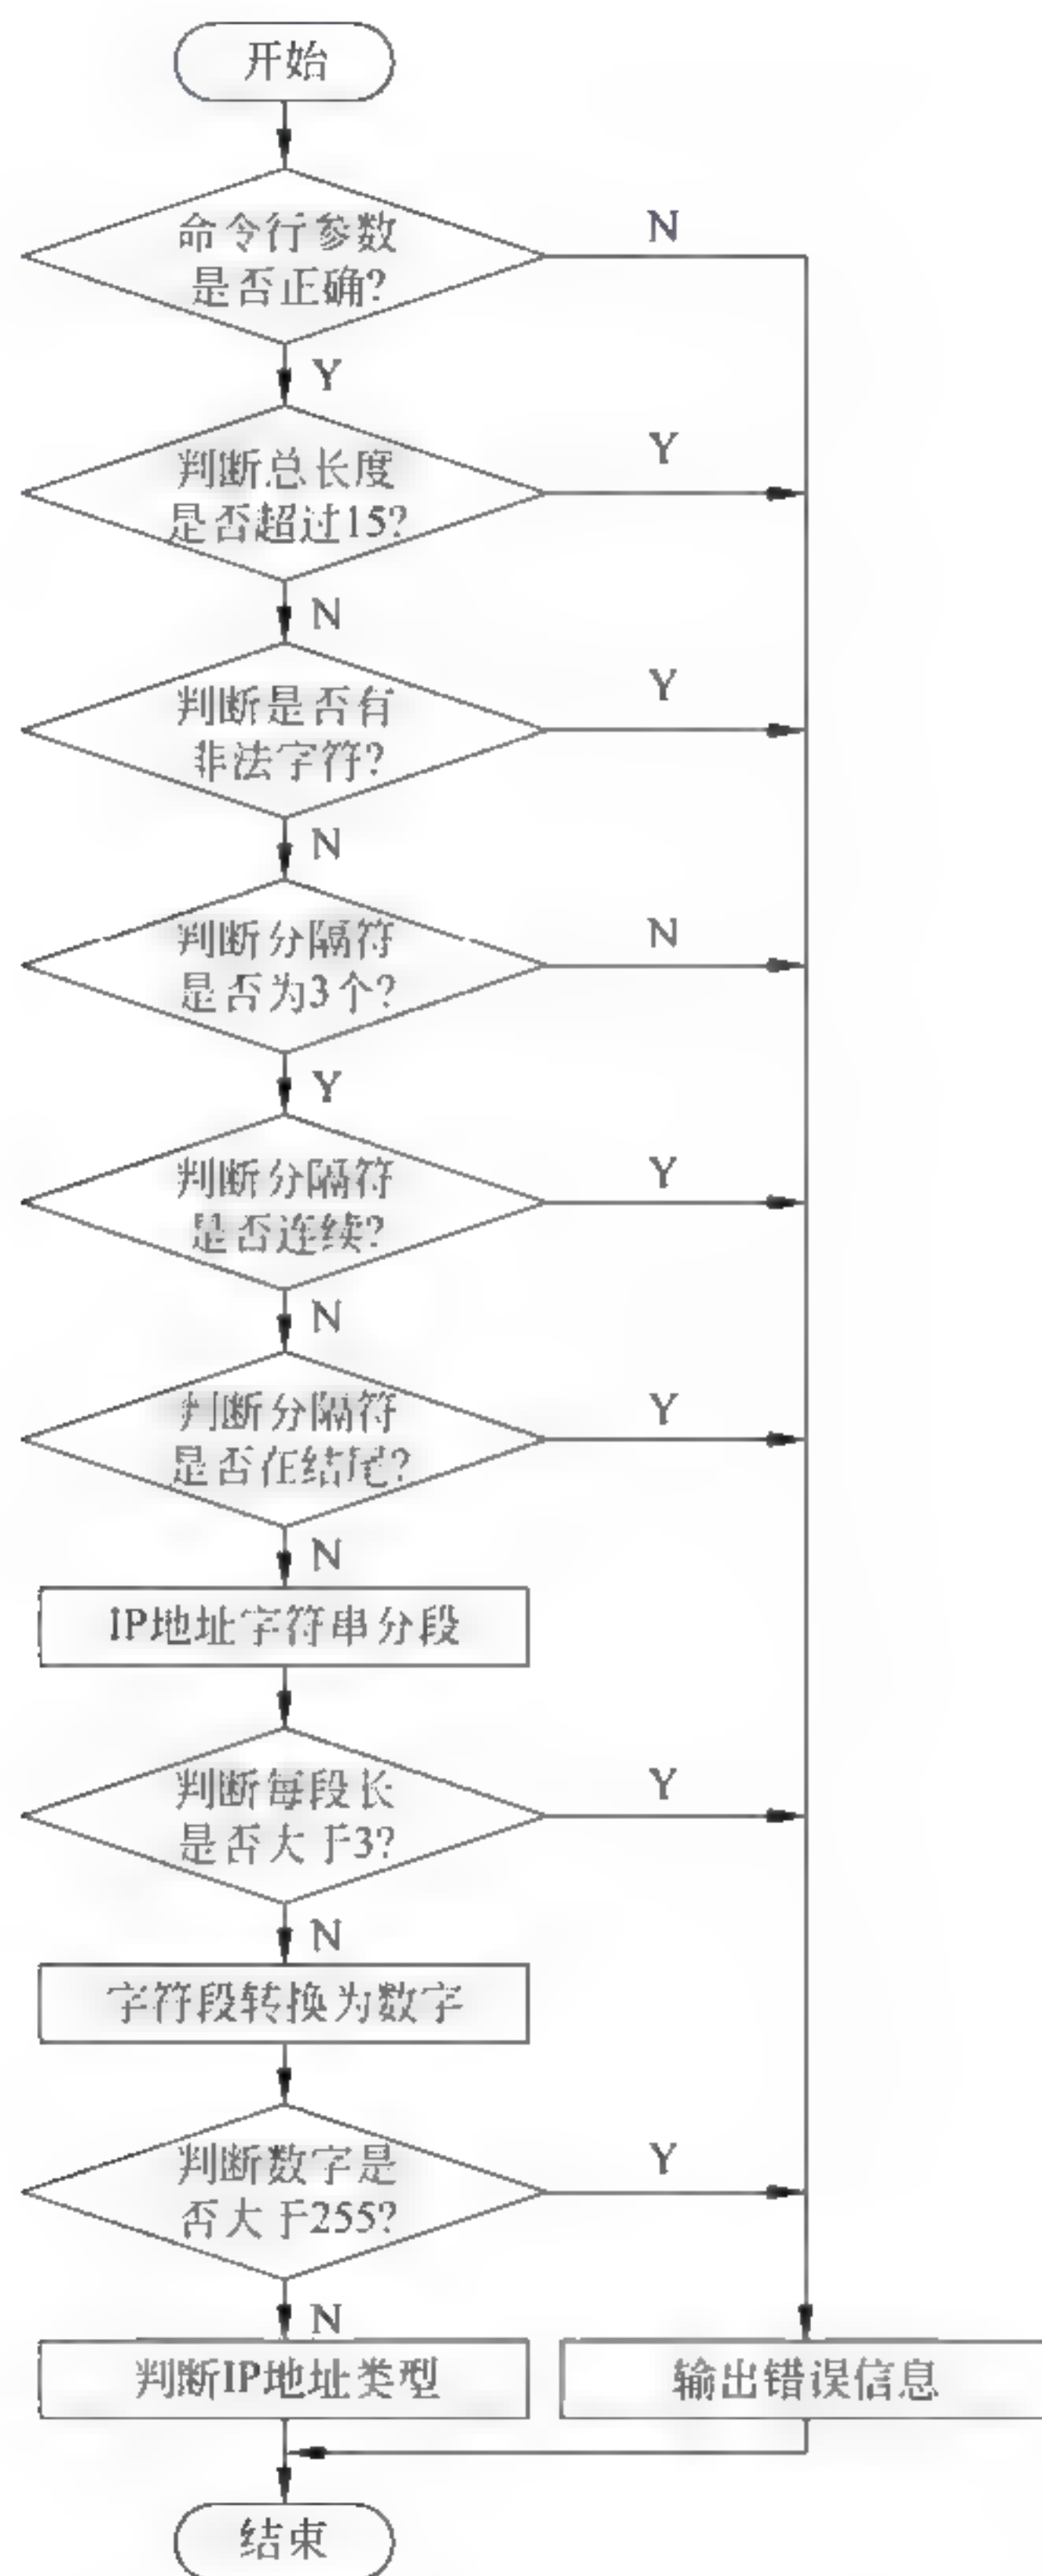 开始
命令行参数
是否正确?
N
Y
判断总长度
是否超过15?
Y
N
判断是否有
非法字符?
Y
N
判断分隔符
是否为3个?
N
Y
判断分隔符
是否连续?
Y
N
判断分隔符
是否在结尾?
Y
N
IP地址字符串分段
判断每段长
是否大于3?
Y
N
字符段转换为数字
判断数字是
否大于255?
Y
N
判断IP地址类型
输出错误信息
结束